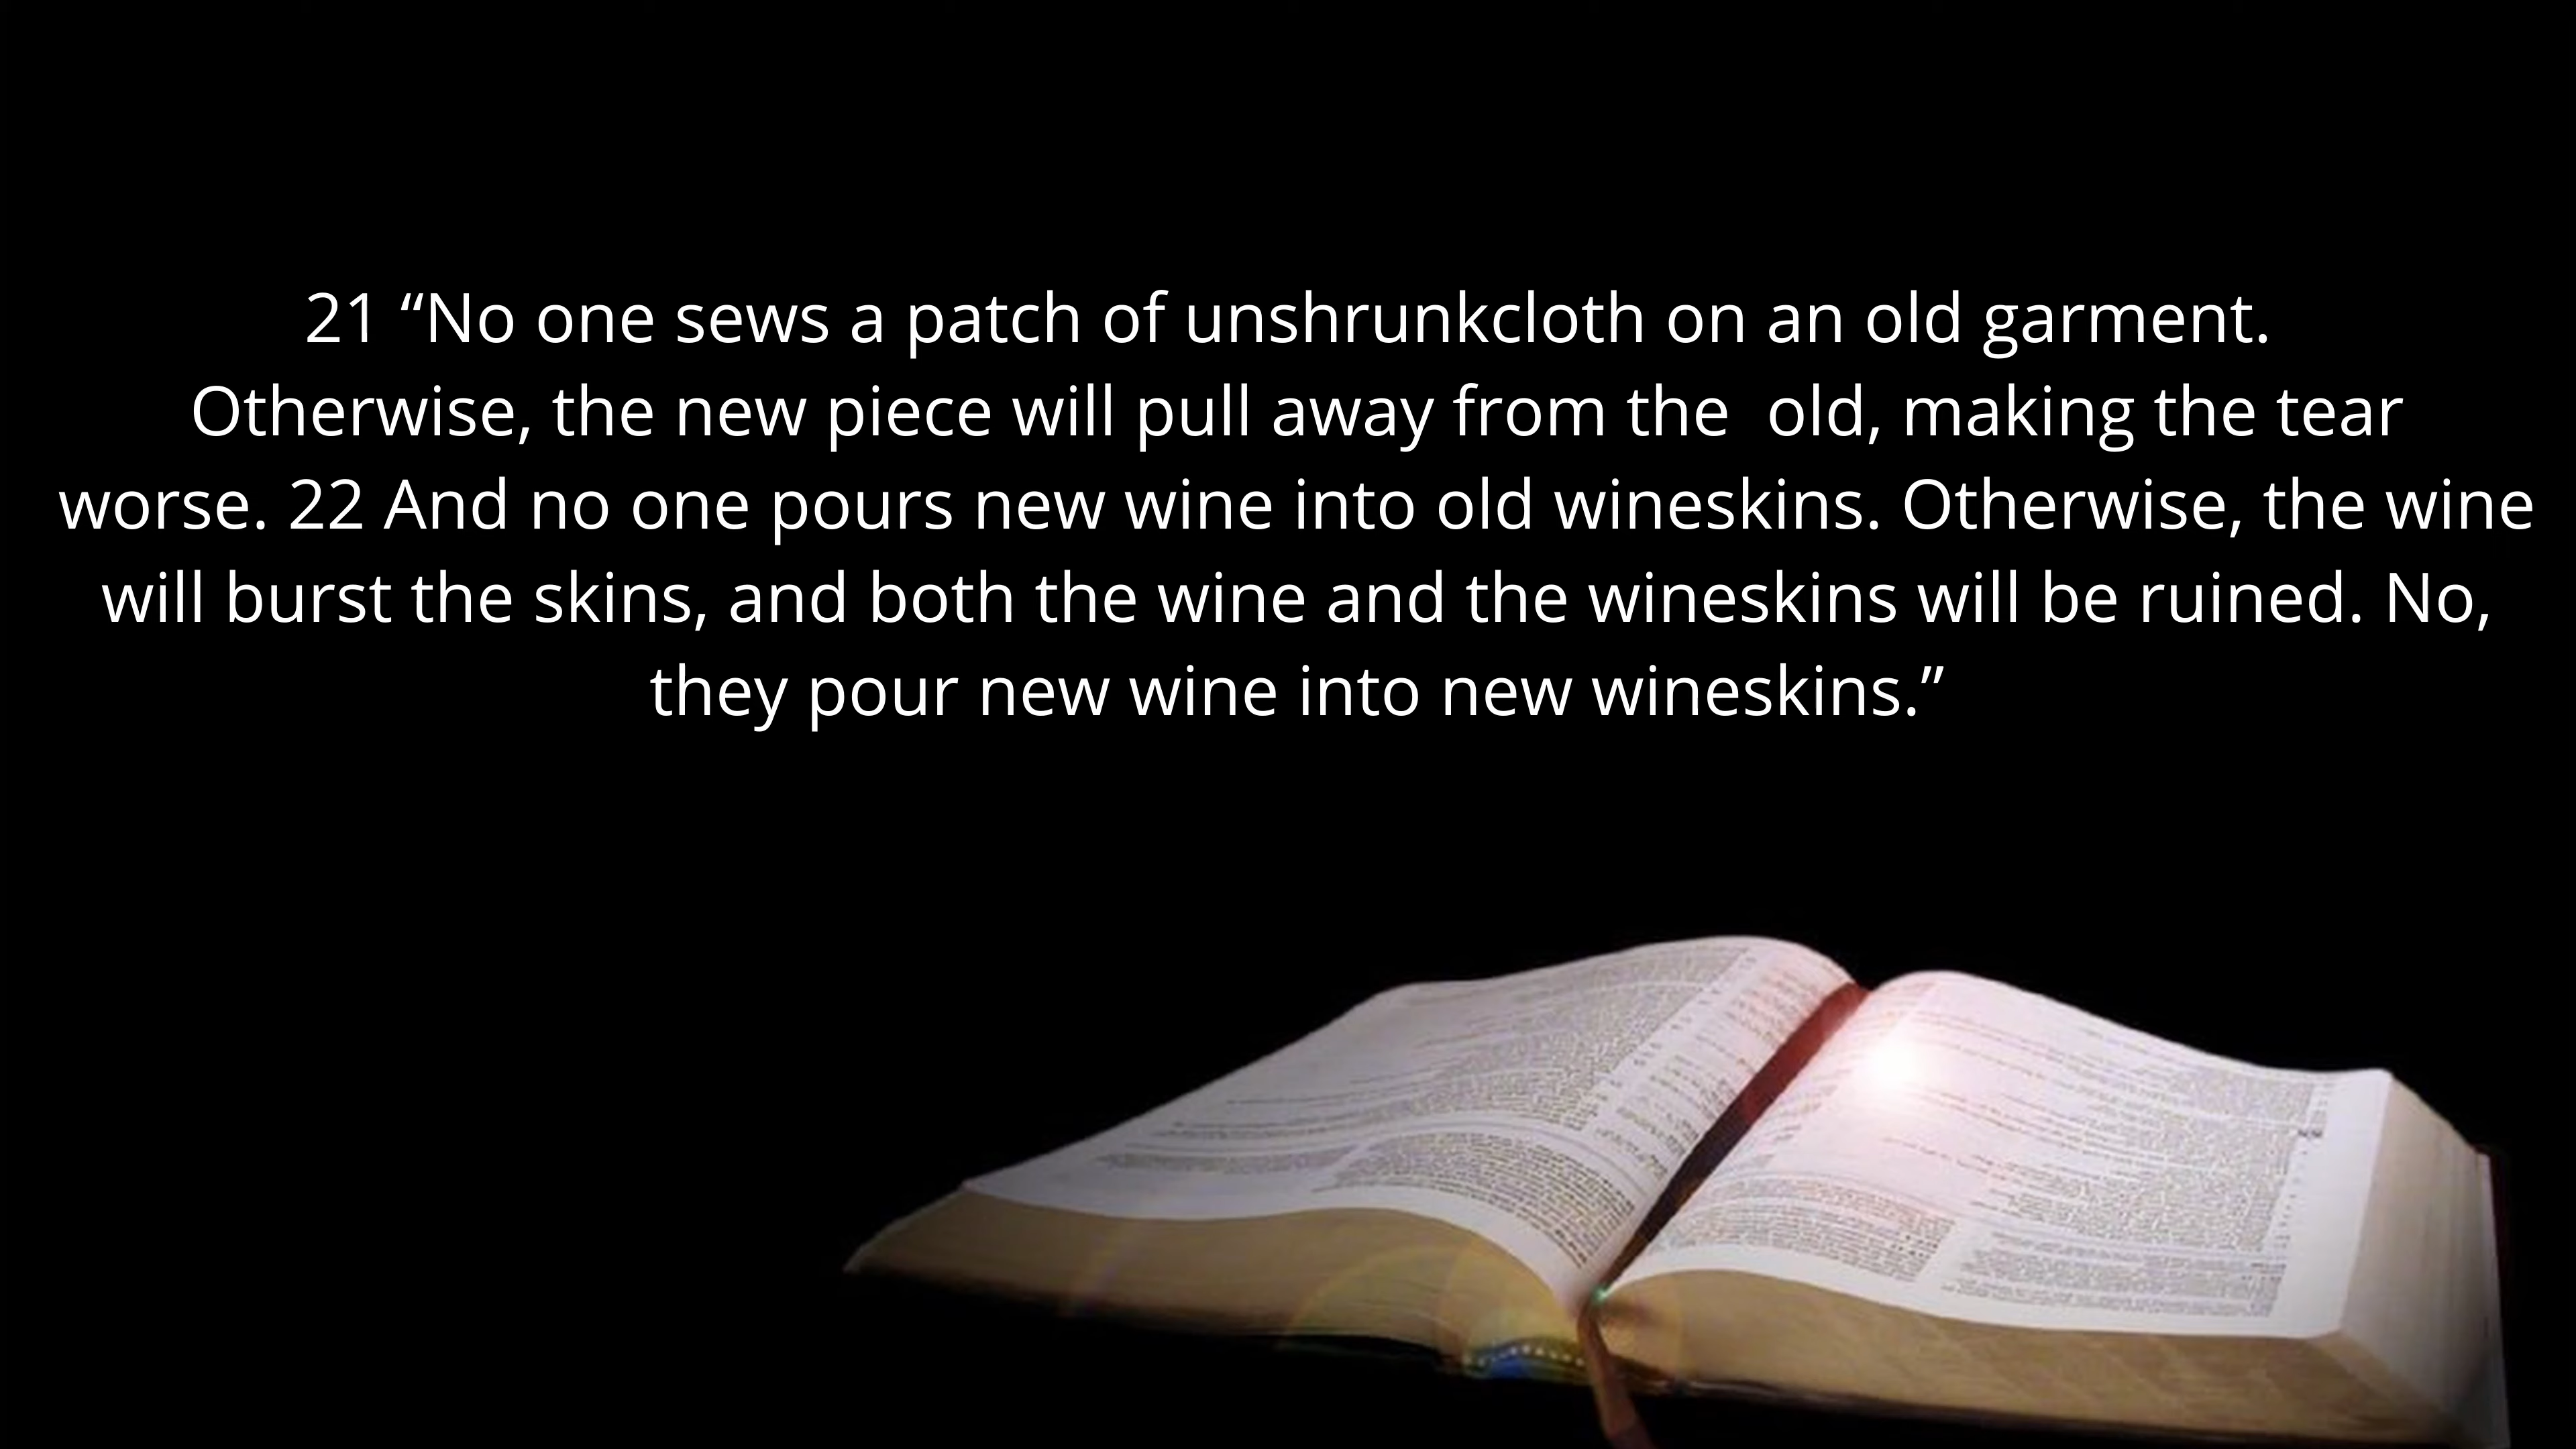 21 “No one sews a patch of unshrunkcloth on an old garment.
Otherwise, the new piece will pull away from the  old, making the tear
worse. 22 And no one pours new wine into old wineskins. Otherwise, the wine
will burst the skins, and both the wine and the wineskins will be ruined. No,
they pour new wine into new wineskins.”